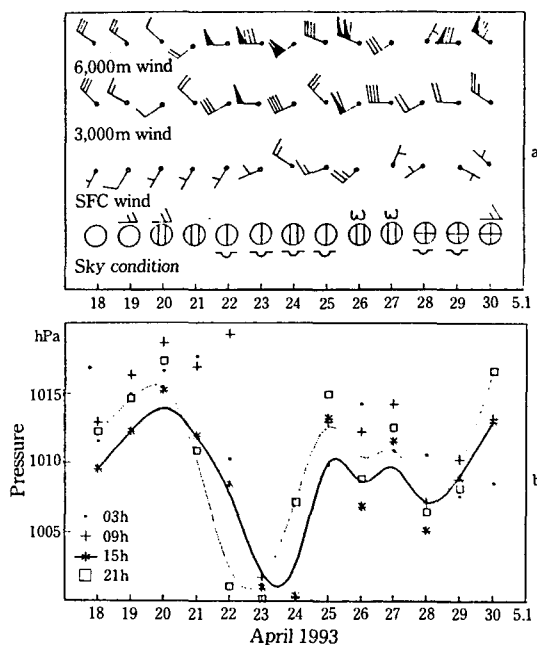 6,000m wind
3,000m wind
a
SFC wind
Sky condition
18 19 20 21 22 23 24 25 26 27 28 29 30 5.1
hPa
1015
1010
1005
Pressure
b
03h
09h
15h
21h
18 19 20 21 22 23 24 25 26 27 28 29 30 5.1
April 1993